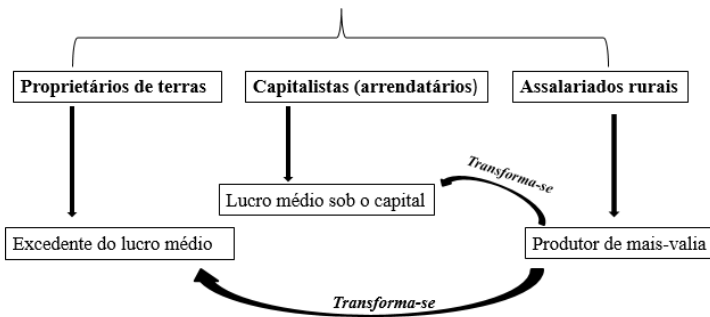 Proprietários de terras
Capitalistas (arrendatários)
Assalariados rurais
Transforma-se
Lucro médio sob o capital
Excedente do lucro médio
Produtor de mais-valia
Transforma-se